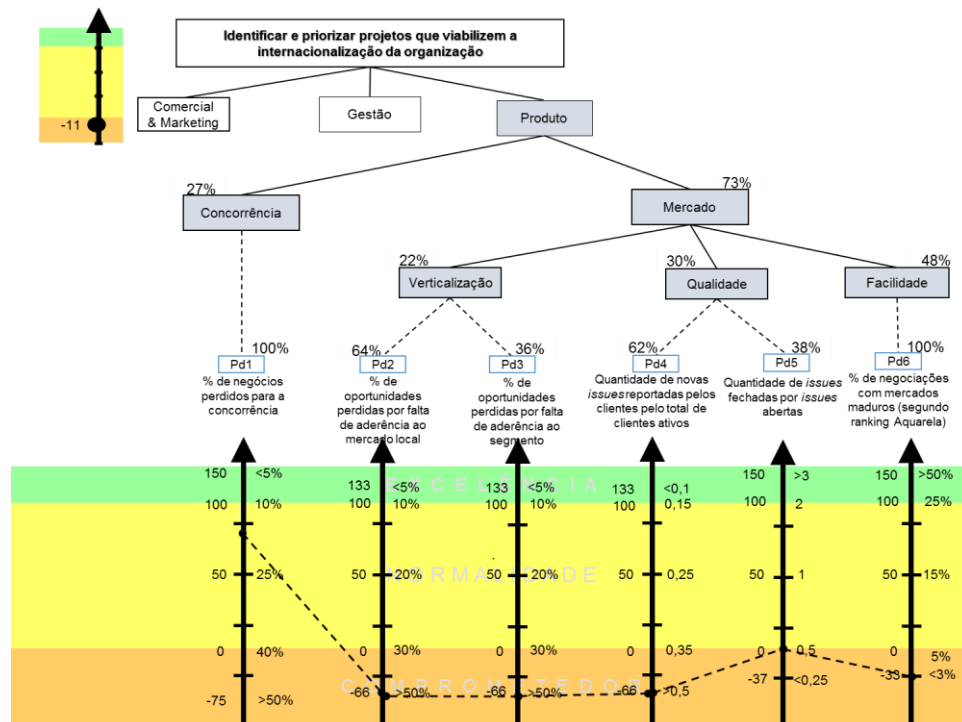 Identificar e priorizar projetos que viabilizem a
internacionalização da organização
-11
Comercial
& Marketing
Gestão
Produto
27%
73%
Concorrência
Mercado
22%
30%
48%
Verticalização
Qualidade
Facilidade
100%
64%
36%
62%
38%
100%
Pd1
Pd2
Pd3
Pd4
Pd5
Pd6
% de negócios
perdidos para a
concorrência
% de
oportunidades
perdidas por falta
de aderência ao
mercado local
% de
oportunidades
perdidas por falta
de aderência ao
segmento
Quantidade de novas
issues reportadas pelos
clientes pelo total de
clientes ativos
Quantidade de issues
fechadas por issues
abertas
% de negociações
com mercados
maduros (segundo
ranking Aquarela)
EXCELÊNCIA
150 <5% 133 <5% 133 <5% 133 <0,1 150 >3 150 >50%
100 10% 100 10% 100 10% 100 0,15 100 2 100 25%
NORMALIDADE
50 25% 50 20% 50 20% 50 0,25 50 1 50 15%
0 40% 0 30% 0 30% 0 0,35 0 0,5 0 5%
COMPROMETEDOR
-75 >50% -66 >50% -66 >50% -66 >0,5 -37 <0,25 -33 <3%